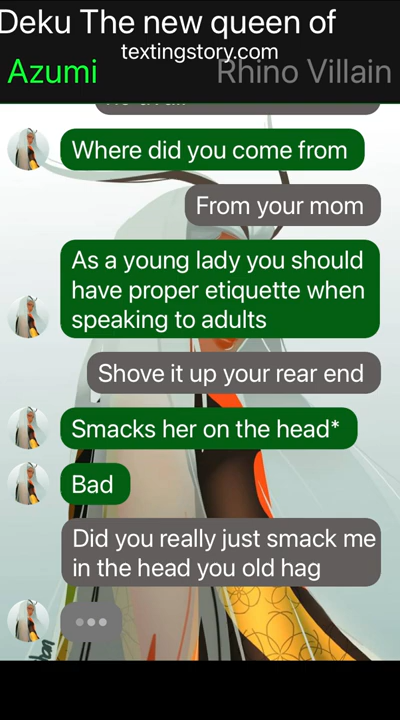 Deku The new queen of
textingstory.com
Azumi
Rhino Villain
Where did you come from
From your mom
As a young lady you should
have proper etiquette when
speaking to adults
Shove it up your rear end
Smacks her on the head*
Bad
Did you really just smack me
in the head you old hag